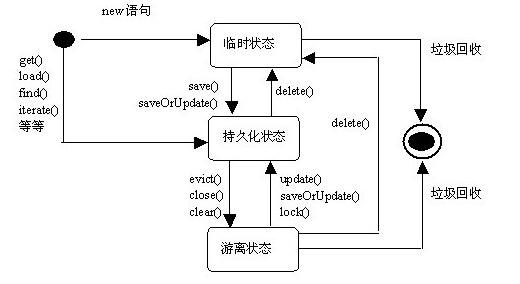 new语句
临时状态
垃圾回收
get()
load()
find()
iterate()
等等
save()
saveOrUpdate()
delete()
delete()
持久化状态
evict()
close()
clear()
update()
saveOrUpdate()
lock()
垃圾回收
游离状态